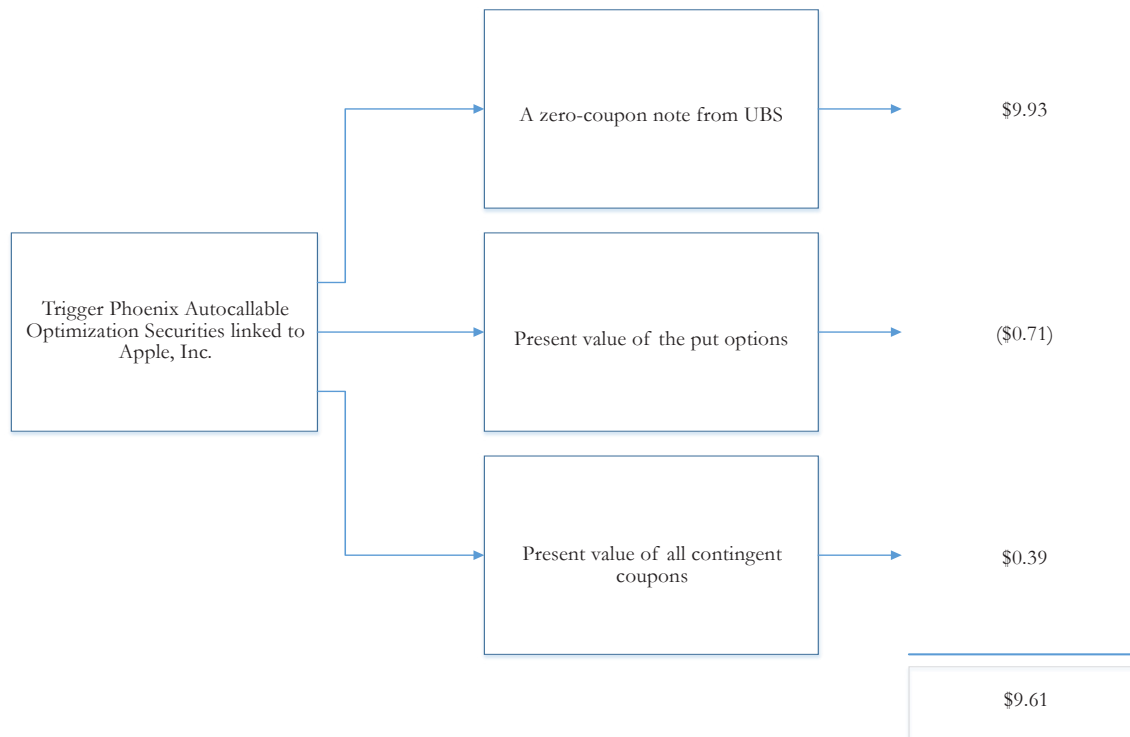 A zero-coupon note from UBS
$9.93
Trigger Phoenix Autocallable
Optimization Securities linked to
Apple, Inc.
Present value of the put options
($0.71)
Present value of all contingent
coupons
$0.39
$9.61